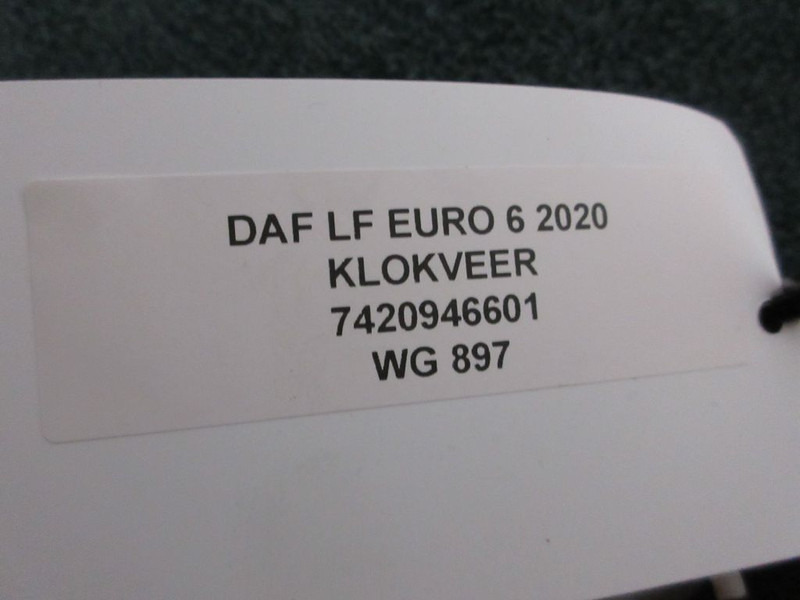 DAF LF EURO 6 2020
KLOKVEER
7420946601
WG 897